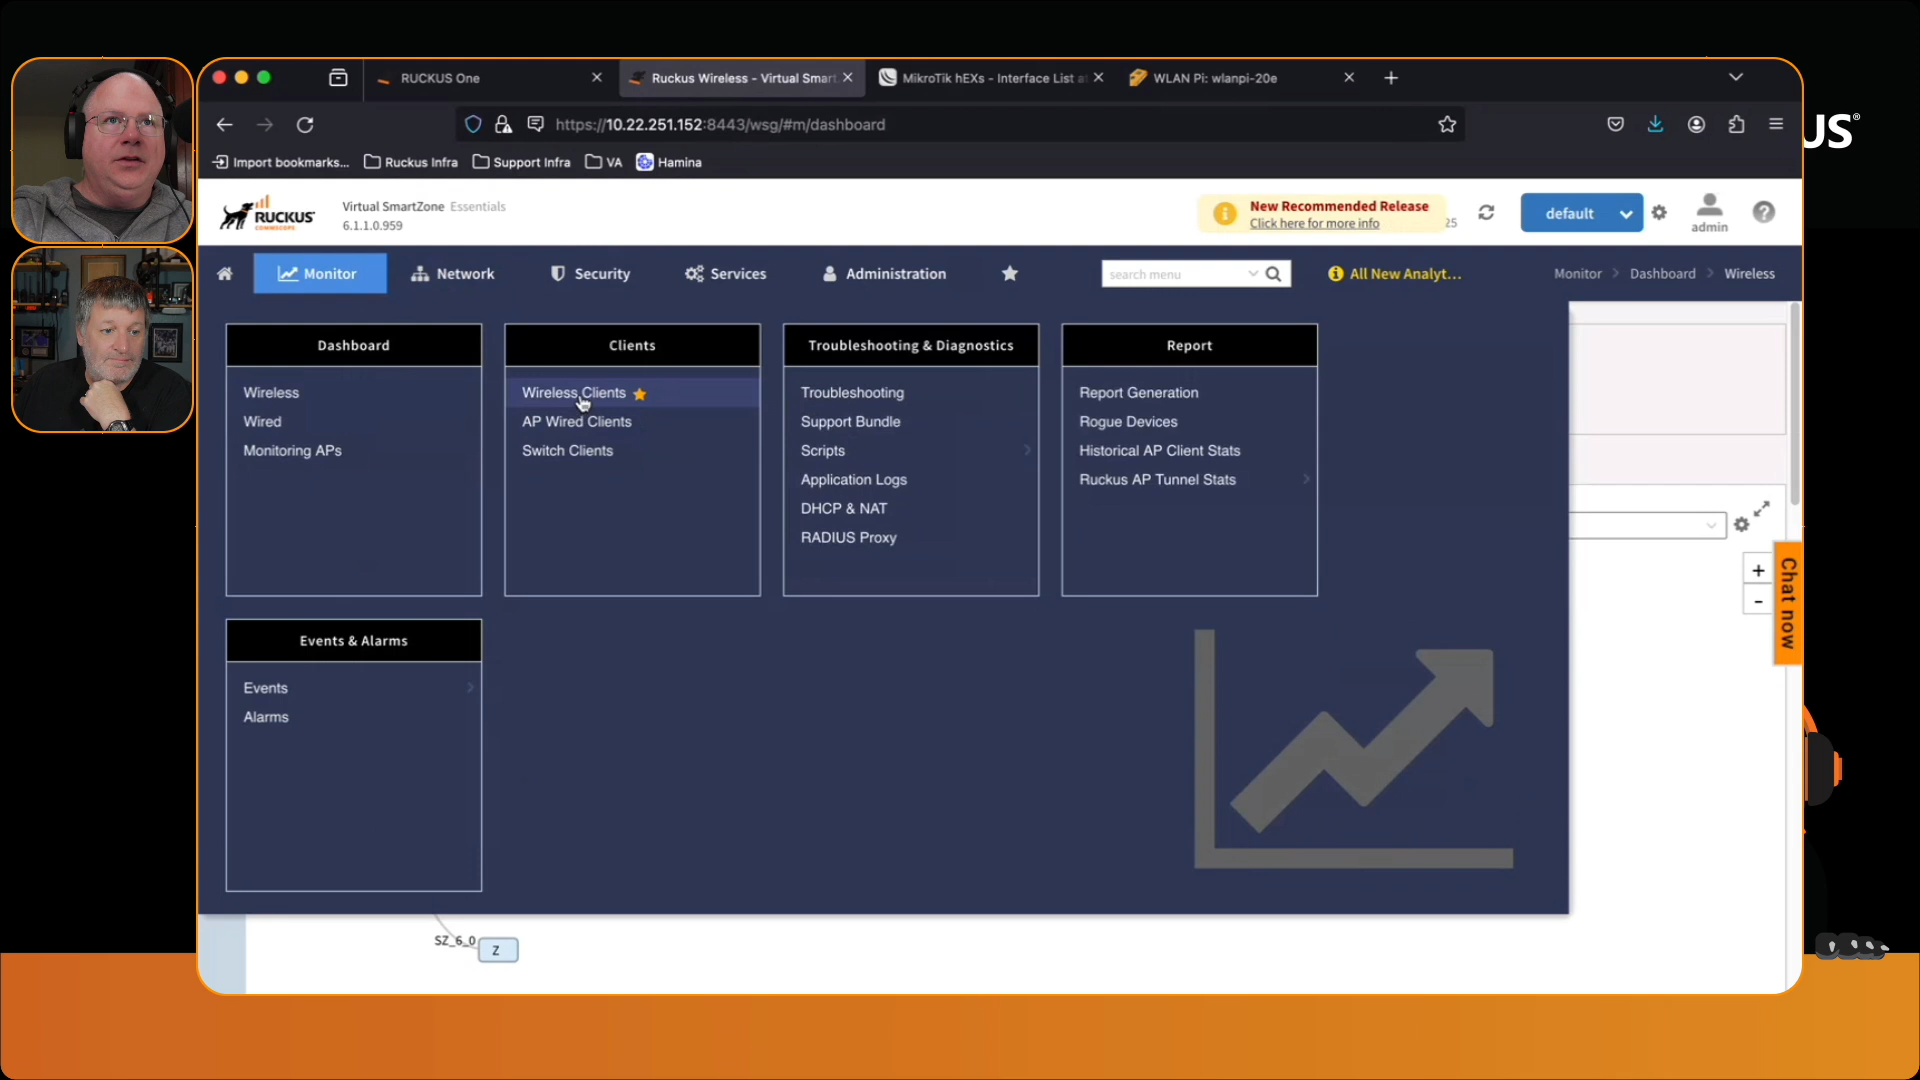 RUCKUS One
Ruckus Wireless - Virtual Smart
MikroTik hEXs - Interface List a
WLAN Pi: wlanpi-20e
https://10.22.251.152:8443/wsg/#m/dashboard
US®
Import bookmarks...
Ruckus Infra
Support Infra
VA
Hamina
RUCKUS
COMMSCOPE
Virtual SmartZone Essentials
6.1.1.0.959
New Recommended Release
Click here for more info
25
default
admin
Monitor
Network
Security
Services
Administration
search menu
All New Analyt...
Monitor > Dashboard > Wireless
Dashboard
Wireless
Wired
Monitoring APs
Clients
Wireless Clients
AP Wired Clients
Switch Clients
Troubleshooting & Diagnostics
Troubleshooting
Support Bundle
Scripts
Application Logs
DHCP & NAT
RADIUS Proxy
Report
Report Generation
Rogue Devices
Historical AP Client Stats
Ruckus AP Tunnel Stats
Events & Alarms
Events
Alarms
+
-
Chat now
SZ_6_0
Z